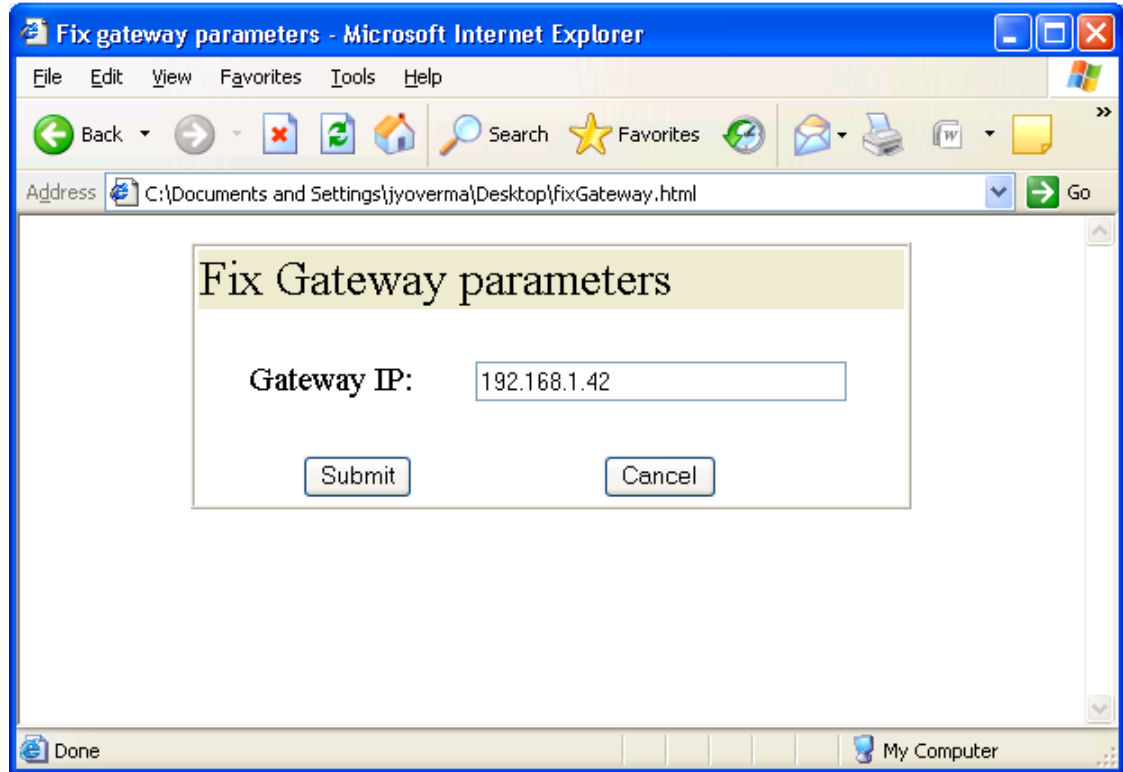 Fix gateway parameters - Microsoft Internet Explorer
File Edit View Favorites Tools Help
Back Search Favorites W »
Address C:\Documents and Settings\jyoverma\Desktop\fixGateway.html Go
Fix Gateway parameters
Gateway IP: 192.168.1.42
Submit Cancel
Done My Computer